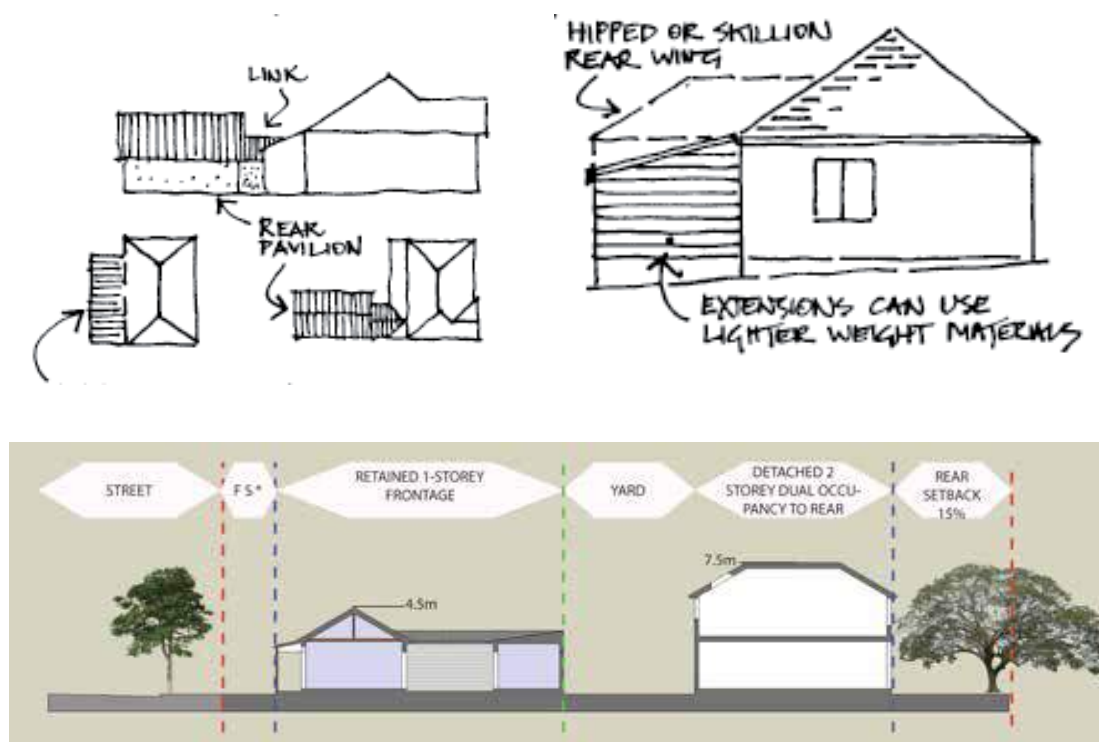 LINK
REAR
PAVILION
HIPPED OR SKILLION
REAR WING
EXTENSIONS CAN USE
LIGHTER WEIGHT MATERIALS
STREET
F S*
RETAINED 1-STOREY
FRONTAGE
YARD
DETACHED 2
STOREY DUAL OCCU-
PANCY TO REAR
REAR
SETBACK
15%
4.5m
7.5m